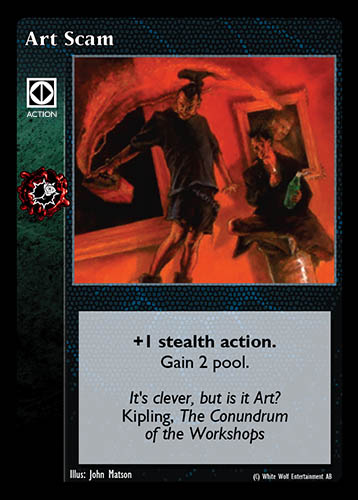 Art Scam
ACTION
+1 stealth action.
Gain 2 pool.
It's clever, but is it Art?
Kipling, The Conundrum
of the Workshops
Illus: John Matson
(C) White Wolf Entertainment AB